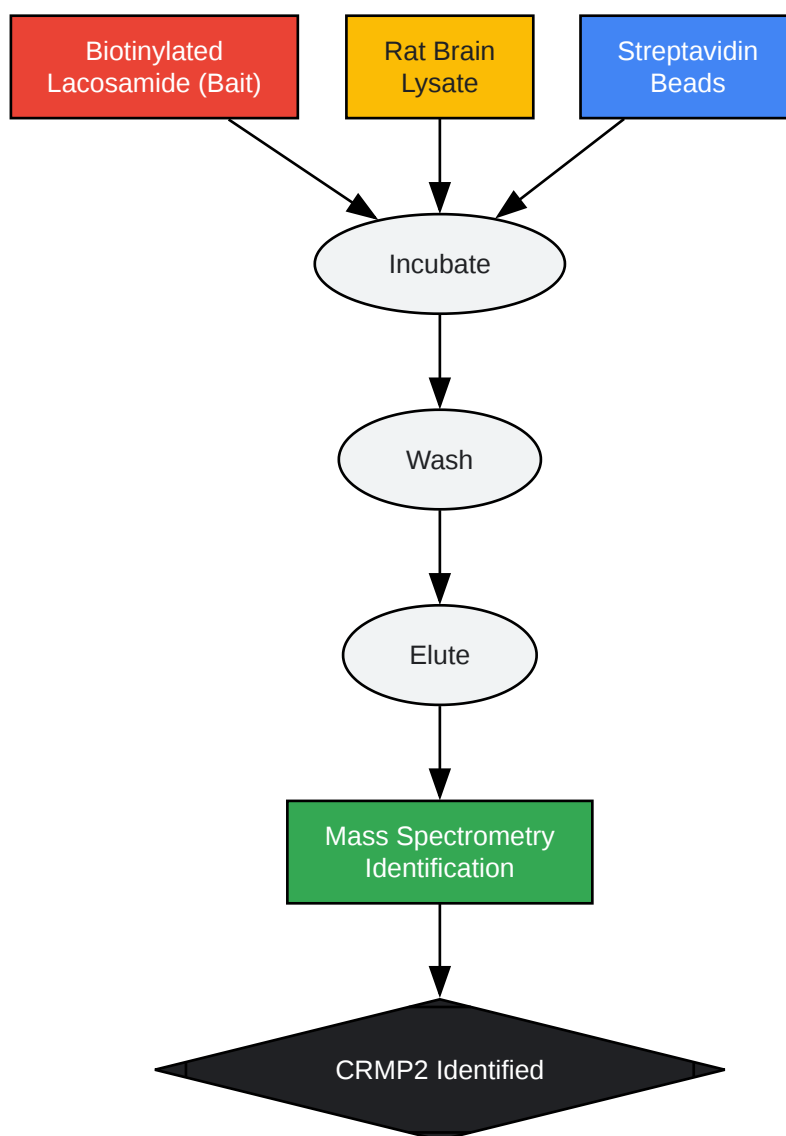 Biotinylated
Lacosamide (Bait)
Rat Brain
Lysate
Streptavidin
Beads
Incubate
Wash
Elute
Mass Spectrometry
Identification
CRMP2 Identified